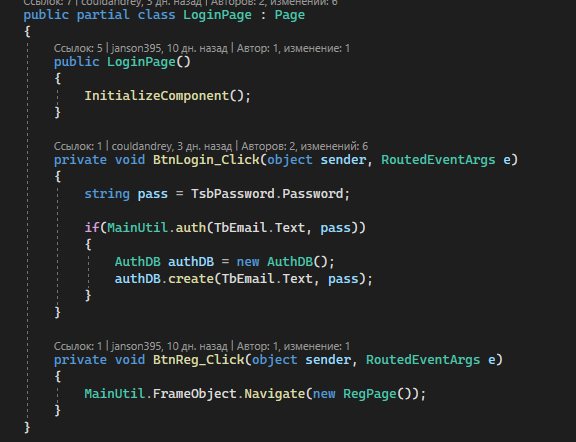 Ссылок: 7 | couldandrey, 3 дн. назад | Авторов: 2, изменений: 6
public partial class LoginPage : Page
{
Ссылок: 5 | janson395, 10 дн. назад | Автор: 1, изменение: 1
public LoginPage()
{
InitializeComponent();
}
Ссылок: 1 | couldandrey, 3 дн. назад | Авторов: 2, изменений: 6
private void BtnLogin_Click(object sender, RoutedEventArgs e)
{
string pass = TsbPassword.Password;
if(MainUtil.auth(TbEmail.Text, pass))
{
AuthDB authDB = new AuthDB();
authDB.create(TbEmail.Text, pass);
}
}
Ссылок: 1 | janson395, 10 дн. назад | Автор: 1, изменение: 1
private void BtnReg_Click(object sender, RoutedEventArgs e)
{
MainUtil.FrameObject.Navigate(new RegPage());
}
}